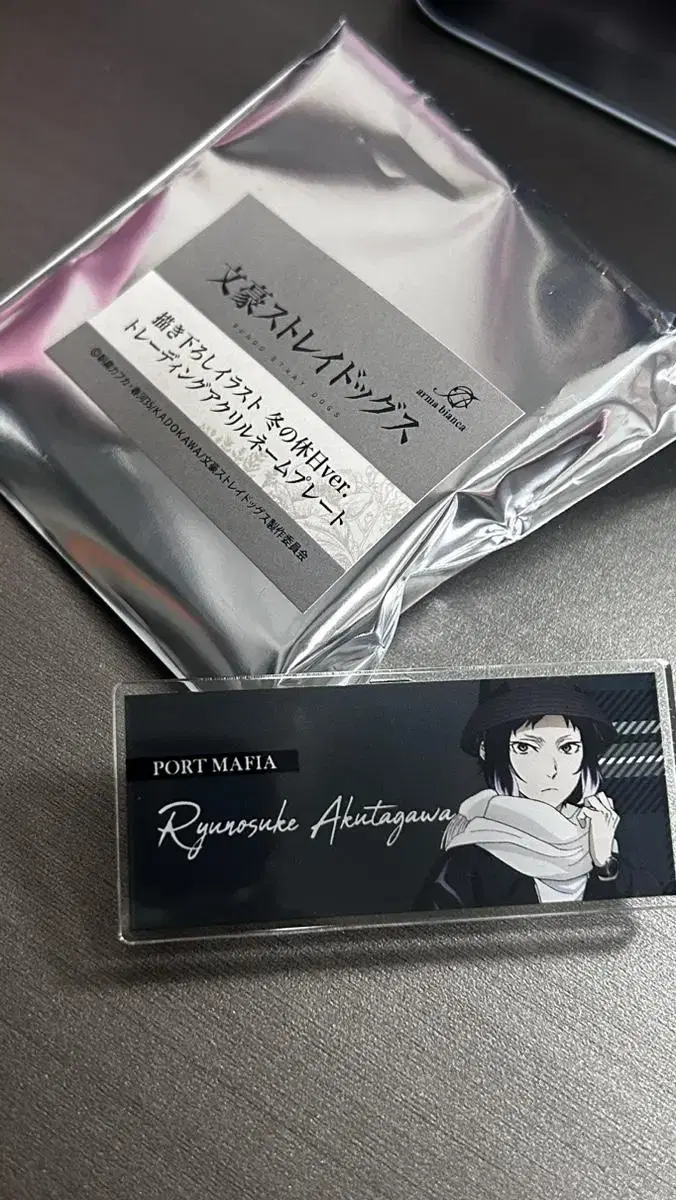 文豪ストレイドッグス
BUNGO STRAY DOGS
arma bianca
描き下ろしイラスト 冬の休日ver.
トレーディングアクリルネームプレート
©朝霧カフカ・春河35/KADOKAWA/文豪ストレイドッグス製作委員会
PORT MAFIA
Ryunosuke Akutagawa